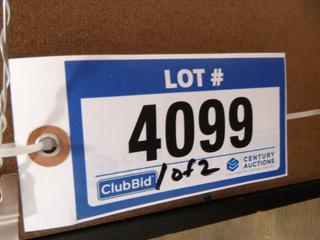 LOT #
4099
1 of 2
ClubBid
CENTURY
AUCTIONS